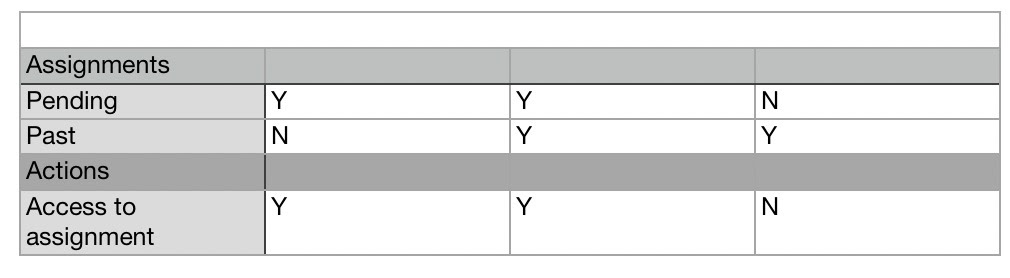 Assignments
Pending Y Y N
Past N Y Y
Actions
Access to Y Y N
assignment